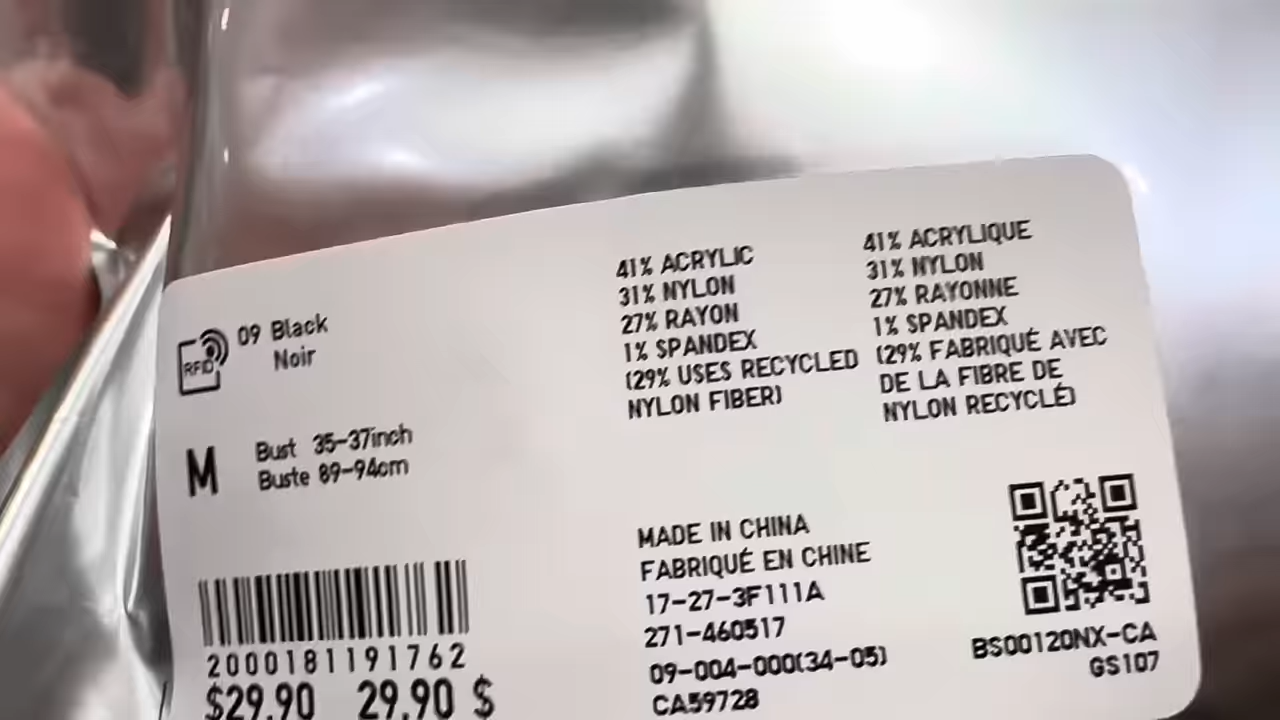 RFID
09 Black
Noir
M
Bust 35-37inch
Buste 89-94cm
2000181191762
$29.90 29.90 $
41% ACRYLIC
31% NYLON
27% RAYON
1% SPANDEX
(29% USES RECYCLED
NYLON FIBER)
41% ACRYLIQUE
31% NYLON
27% RAYONNE
1% SPANDEX
(29% FABRIQUÉ AVEC
DE LA FIBRE DE
NYLON RECYCLÉ)
MADE IN CHINA
FABRIQUÉ EN CHINE
17-27-3F111A
271-460517
09-004-000(34-05)
CA59728
BS00120NX-CA
GS107